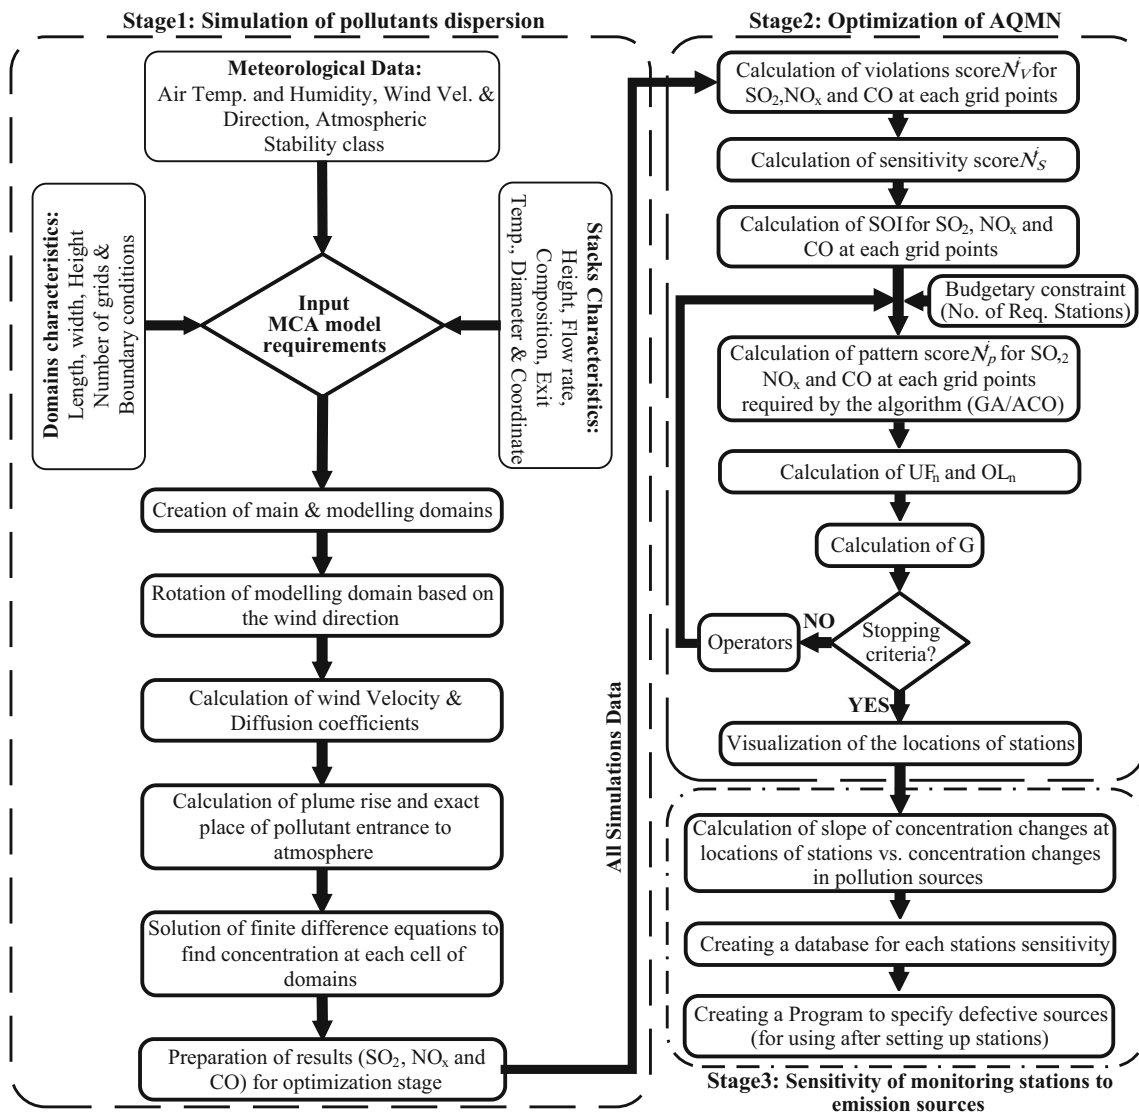 Stage1: Simulation of pollutants dispersion
Meteorological Data:
Air Temp. and Humidity, Wind Vel. &
Direction, Atmospheric
Stability class
Domains characteristics:
Length, width, Height
Number of grids &
Boundary conditions
Input
MCA model
requirements
Stacks Characteristics:
Height, Flow rate,
Composition, Exit
Temp., Diameter & Coordinate
Creation of main & modelling domains
Rotation of modelling domain based on
the wind direction
Calculation of wind Velocity &
Diffusion coefficients
Calculation of plume rise and exact
place of pollutant entrance to
atmosphere
Solution of finite difference equations to
find concentration at each cell of
domains
Preparation of results (SO₂, NOₓ and
CO) for optimization stage
All Simulations Data
Stage2: Optimization of AQMN
Calculation of violations score Nⁱ_V for
SO₂,NOₓ and CO at each grid points
Calculation of sensitivity score Nⁱ_S
Calculation of SOI for SO₂, NOₓ and
CO at each grid points
Budgetary constraint
(No. of Req. Stations)
Calculation of pattern score Nⁱ_p for SO,₂
NOₓ and CO at each grid points
required by the algorithm (GA/ACO)
Calculation of UFₙ and OLₙ
Calculation of G
Stopping
criteria?
NO
Operators
YES
Visualization of the locations of stations
Calculation of slope of concentration changes at
locations of stations vs. concentration changes
in pollution sources
Creating a database for each stations sensitivity
Creating a Program to specify defective sources
(for using after setting up stations)
Stage3: Sensitivity of monitoring stations to
emission sources